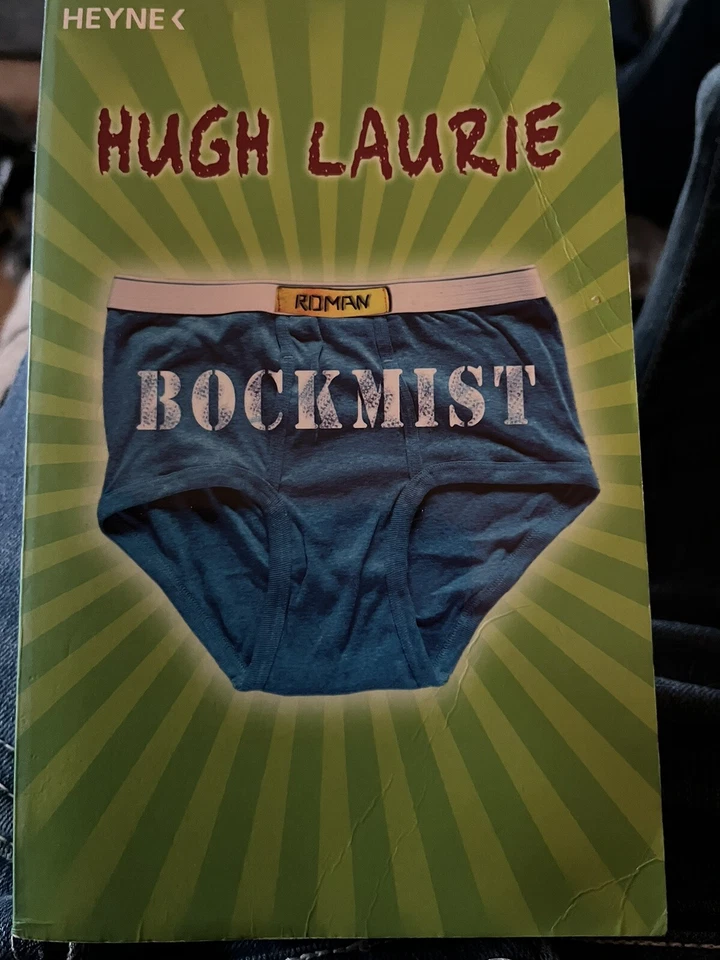 HEYNE <
HUGH LAURIE
ROMAN
BOCKMIST